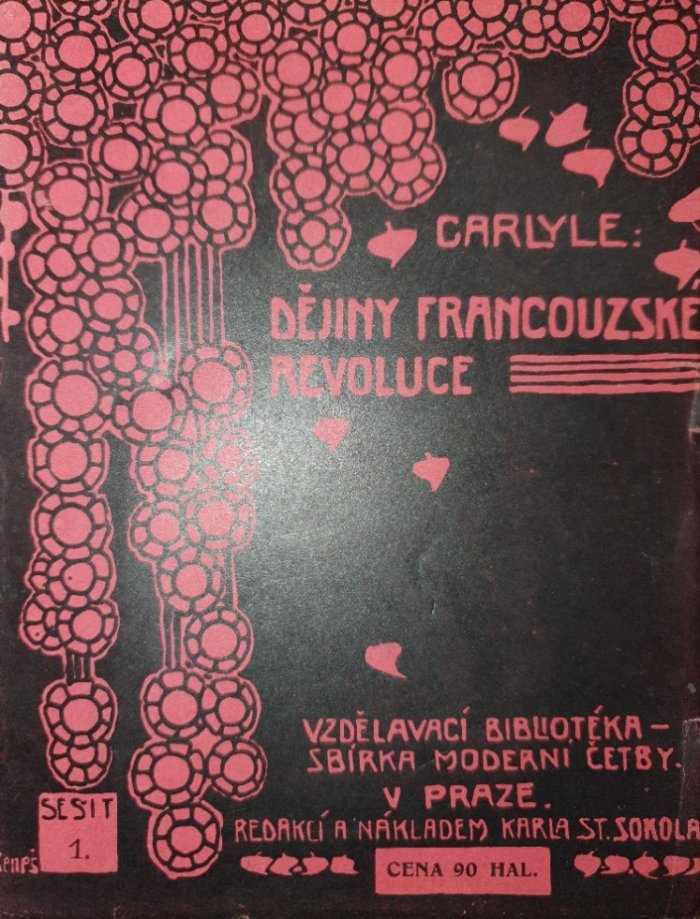 CARLYLE:
DĚJINY FRANCOUZSKÉ
REVOLUCE
VZDĚLAVACÍ BIBLIOTÉKA –
SBÍRKA MODERNÍ ČETBY.
V PRAZE.
REDAKCÍ A NÁKLADEM KARLA ST. SOKOLA
SEŠIT
1.
CENA 90 HAL.